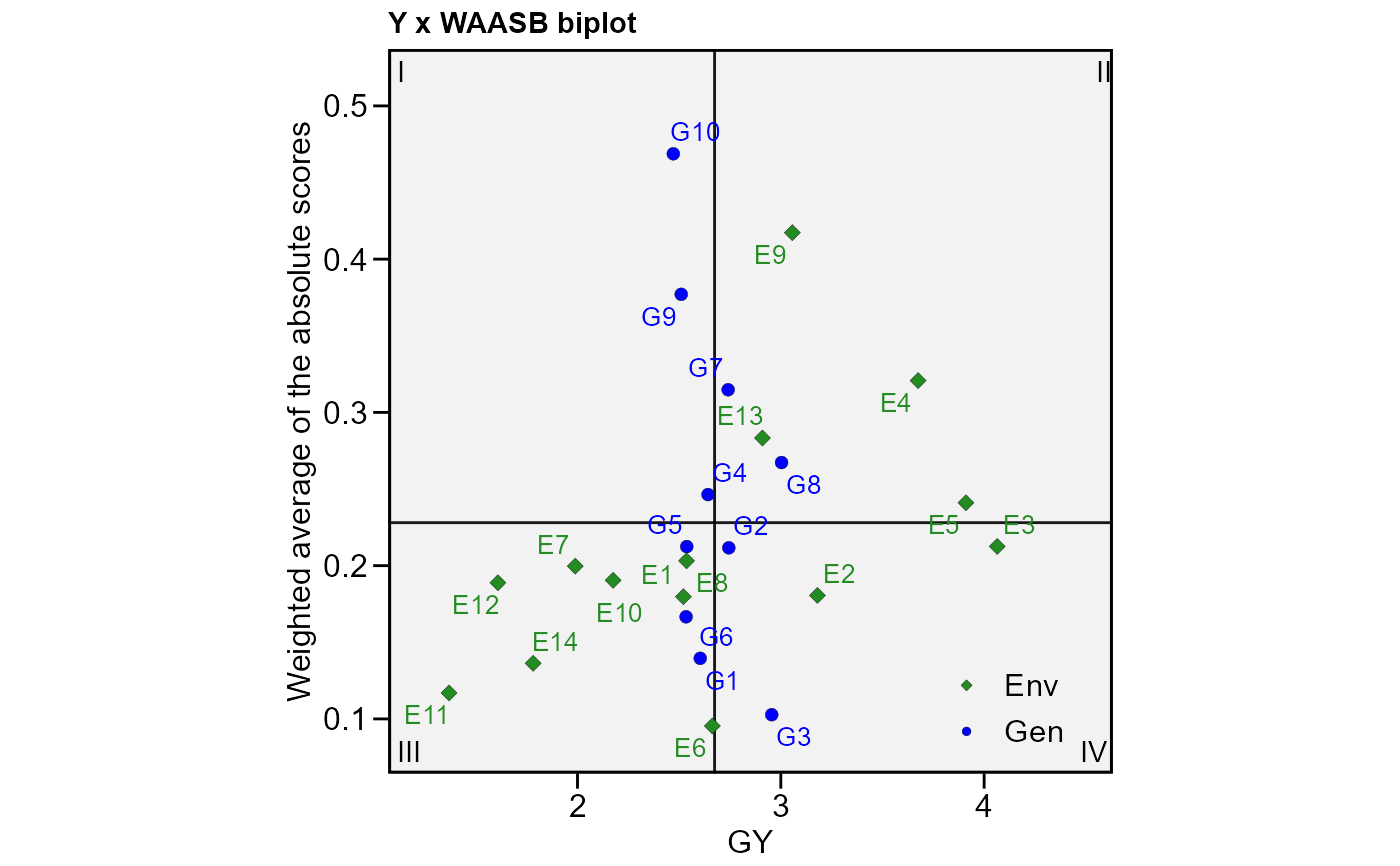 Y x WAASB biplot
I
II
0.5
G10
E9
0.4
G9
G7
E4
0.3
E13
G4
G8
G5
G2
E5
E3
E7
0.2
E1
E8
E2
E12
E10
G6
E14
G1
E11
0.1
G3
E6
III
IV
Env
Gen
2
3
4
GY
Weighted average of the absolute scores